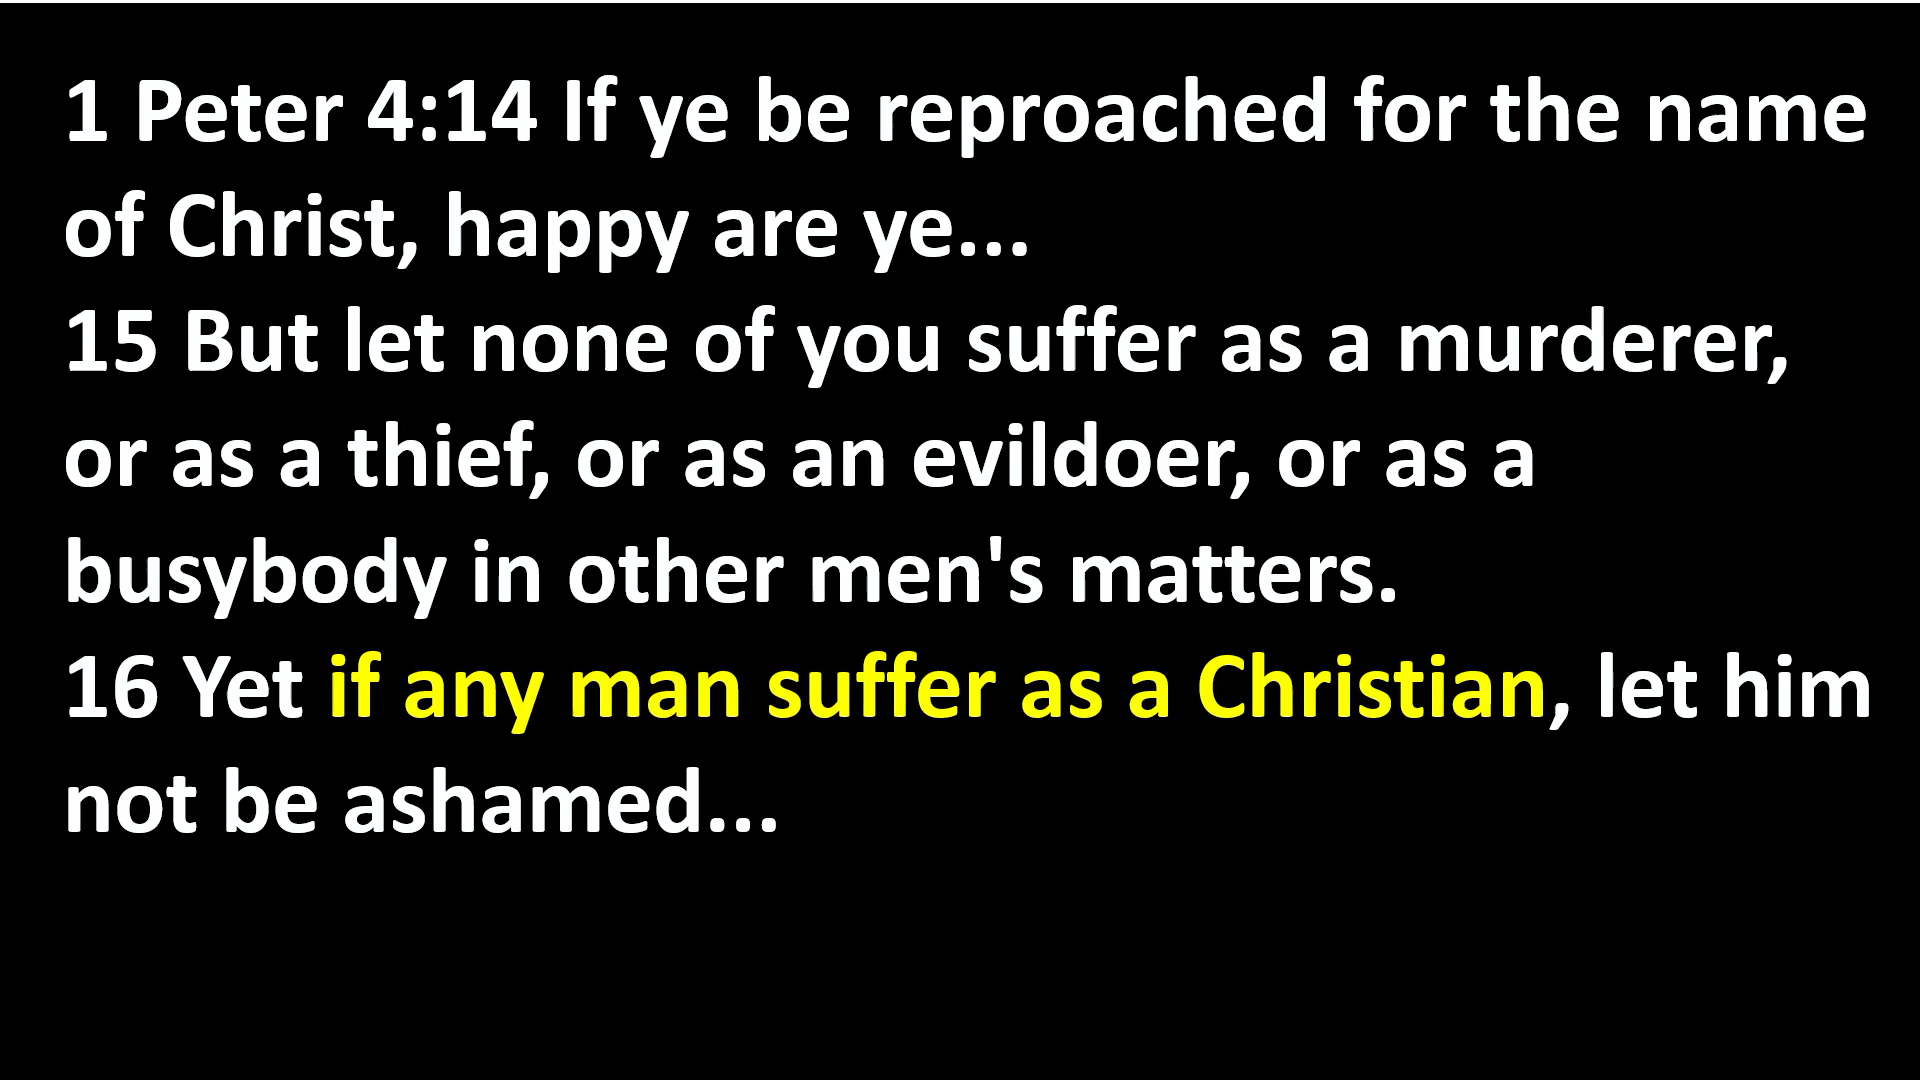 1 Peter 4:14 If ye be reproached for the name
of Christ, happy are ye...
15 But let none of you suffer as a murderer,
or as a thief, or as an evildoer, or as a
busybody in other men's matters.
16 Yet if any man suffer as a Christian, let him
not be ashamed...